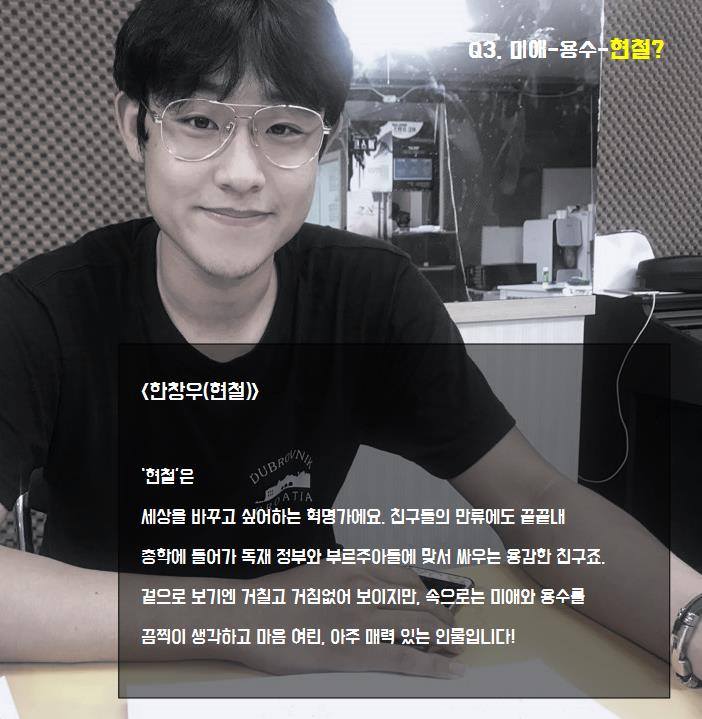 Q3. 미애-용수-현철?
<한창우(현철)>
'현철'은
세상을 바꾸고 싶어하는 혁명가에요. 친구들의 만류에도 끝끝내
총학에 들어가 독재 정부와 부르주아들에 맞서 싸우는 용감한 친구죠.
겉으로 보기엔 거칠고 거침없어 보이지만, 속으로는 미애와 용수를
끔찍이 생각하고 마음 여린, 아주 매력 있는 인물입니다!
DUBROVNIK
CROATIA